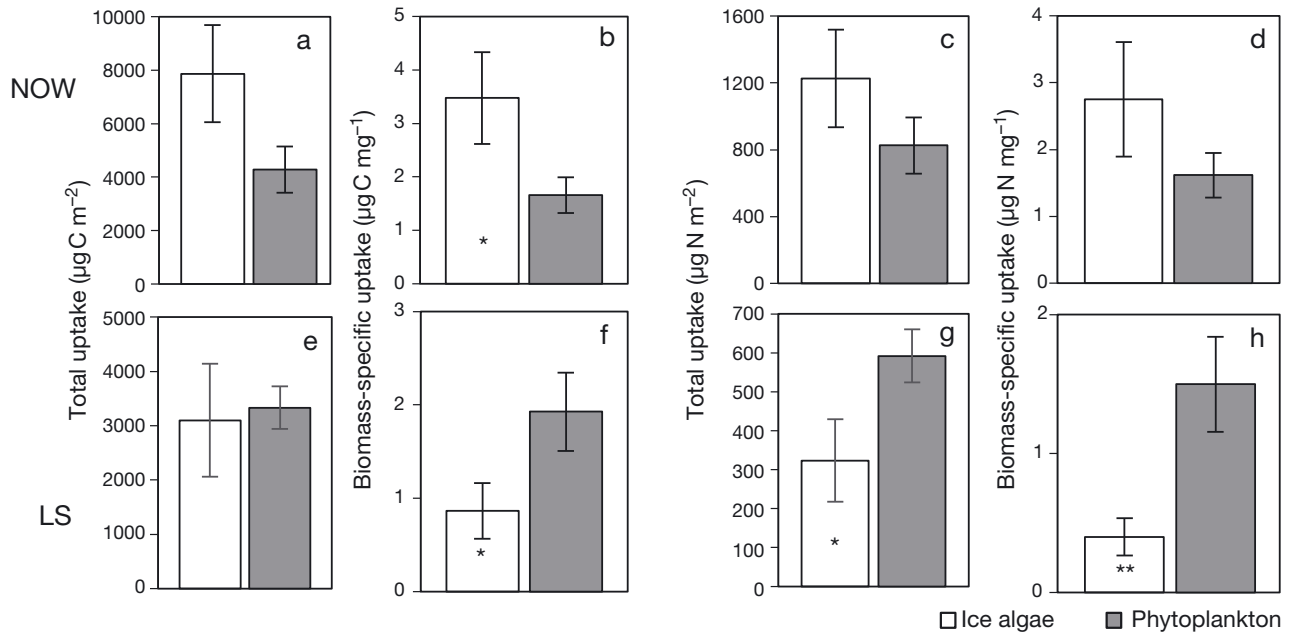 NOW
Total uptake (µg C m⁻²)
10000
8000
6000
4000
2000
0
a
Biomass-specific uptake (µg C mg⁻¹)
5
4
3
2
1
0
b
*
Total uptake (µg N m⁻²)
1600
1200
800
400
0
c
Biomass-specific uptake (µg N mg⁻¹)
4
3
2
1
0
d
LS
5000
4000
3000
2000
1000
0
e
3
2
1
0
f
*
700
600
500
400
300
200
100
0
g
*
2
1
0
h
**
Ice algae
Phytoplankton